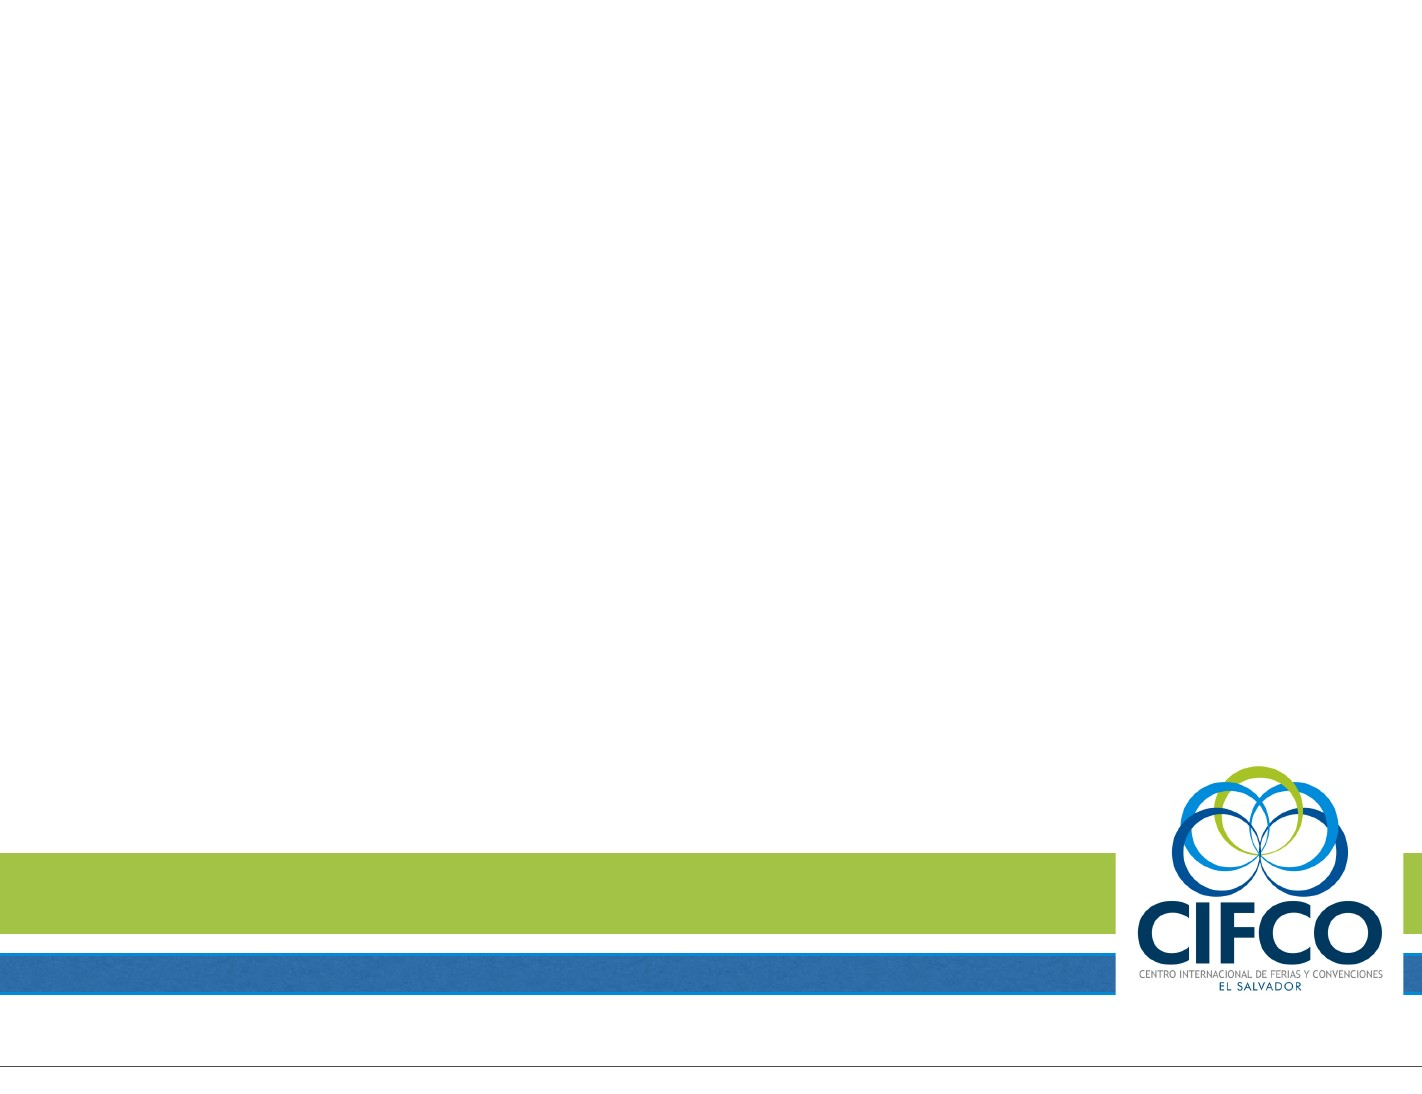 CIFCO
CENTRO INTERNACIONAL DE FERIAS Y CONVENCIONES
EL SALVADOR